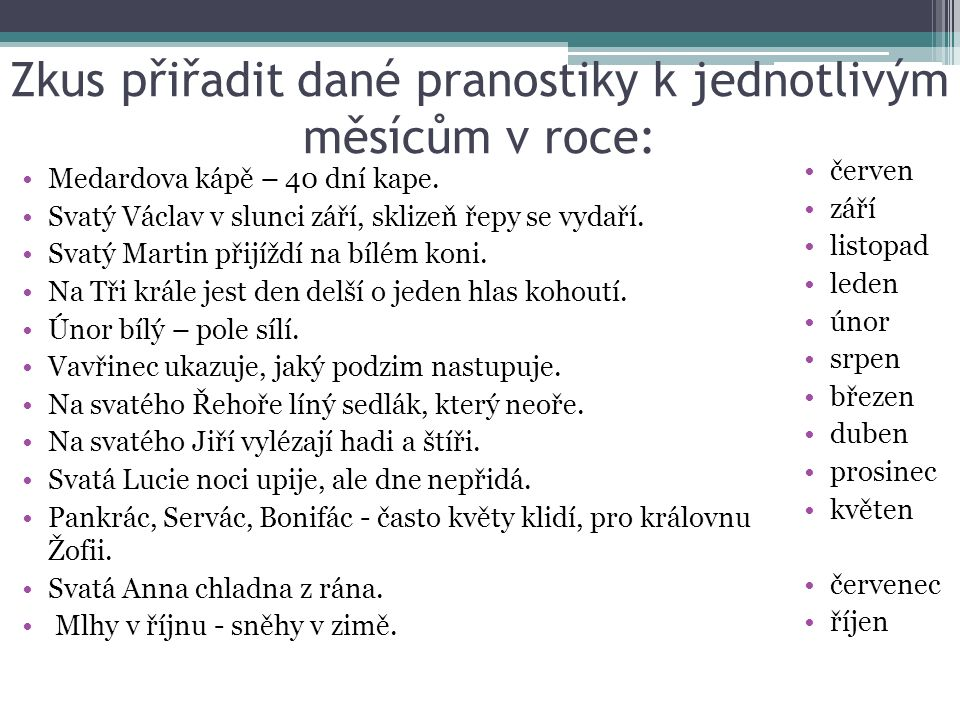 Zkus přiřadit dané pranostiky k jednotlivým
měsícům v roce:
• Medardova kápě – 40 dní kape.
• Svatý Václav v slunci září, sklizeň řepy se vydaří.
• Svatý Martin přijíždí na bílém koni.
• Na Tři krále jest den delší o jeden hlas kohoutí.
• Únor bílý – pole sílí.
• Vavřinec ukazuje, jaký podzim nastupuje.
• Na svatého Řehoře líný sedlák, který neoře.
• Na svatého Jiří vylézají hadi a štíři.
• Svatá Lucie noci upije, ale dne nepřidá.
• Pankrác, Servác, Bonifác - často květy klidí, pro královnu
Žofii.
• Svatá Anna chladna z rána.
• Mlhy v říjnu - sněhy v zimě.
• červen
• září
• listopad
• leden
• únor
• srpen
• březen
• duben
• prosinec
• květen
• červenec
• říjen